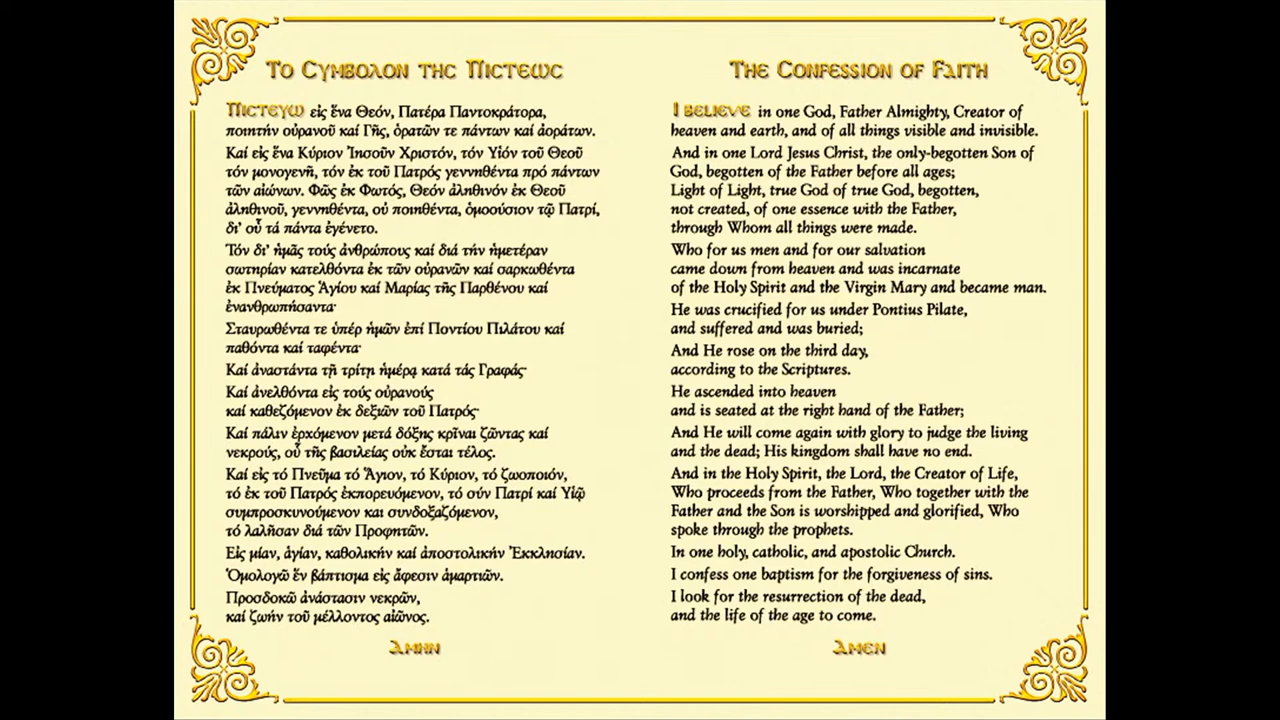 Το Σύμβολον της Πίστεως
Πιστεύω εἰς ἕνα Θεόν, Πατέρα Παντοκράτορα,
ποιητήν οὐρανοῦ καί Γῆς, ὁρατῶν τε πάντων καί ἀοράτων.
Καί εἰς ἕνα Κύριον Ἰησοῦν Χριστόν, τόν Υἱόν τοῦ Θεοῦ
τόν μονογενῆ, τόν ἐκ τοῦ Πατρός γεννηθέντα πρό πάντων
τῶν αἰώνων. Φῶς ἐκ Φωτός, Θεόν ἀληθινόν ἐκ Θεοῦ
ἀληθινοῦ, γεννηθέντα, οὐ ποιηθέντα, ὁμοούσιον τῷ Πατρί,
δι' οὗ τά πάντα ἐγένετο.
Τόν δι' ἡμᾶς τούς ἀνθρώπους καί διά τήν ἡμετέραν
σωτηρίαν κατελθόντα ἐκ τῶν οὐρανῶν καί σαρκωθέντα
ἐκ Πνεύματος Ἁγίου καί Μαρίας τῆς Παρθένου καί
ἐνανθρωπήσαντα·
Σταυρωθέντα τε ὑπέρ ἡμῶν ἐπί Ποντίου Πιλάτου καί
παθόντα καί ταφέντα·
Καί ἀναστάντα τῇ τρίτῃ ἡμέρᾳ κατά τάς Γραφάς·
Καί ἀνελθόντα εἰς τούς οὐρανούς
καί καθεζόμενον ἐκ δεξιῶν τοῦ Πατρός·
Καί πάλιν ἐρχόμενον μετά δόξης κρῖναι ζῶντας καί
νεκρούς, οὗ τῆς βασιλείας οὐκ ἔσται τέλος.
Καί εἰς τό Πνεῦμα τό Ἅγιον, τό Κύριον, τό ζωοποιόν,
τό ἐκ τοῦ Πατρός ἐκπορευόμενον, τό σύν Πατρί καί Υἱῷ
συμπροσκυνούμενον και συνδοξαζόμενον,
τό λαλῆσαν διά τῶν Προφητῶν.
Εἰς μίαν, ἁγίαν, καθολικήν καί ἀποστολικήν Ἐκκλησίαν.
Ὁμολογῶ ἕν βάπτισμα εἰς ἄφεσιν ἁμαρτιῶν.
Προσδοκῶ ἀνάστασιν νεκρῶν,
καί ζωήν τοῦ μέλλοντος αἰῶνος.
Ἀμήν
The Confession of Faith
I believe in one God, Father Almighty, Creator of
heaven and earth, and of all things visible and invisible.
And in one Lord Jesus Christ, the only-begotten Son of
God, begotten of the Father before all ages;
Light of Light, true God of true God, begotten,
not created, of one essence with the Father,
through Whom all things were made.
Who for us men and for our salvation
came down from heaven and was incarnate
of the Holy Spirit and the Virgin Mary and became man.
He was crucified for us under Pontius Pilate,
and suffered and was buried;
And He rose on the third day,
according to the Scriptures.
He ascended into heaven
and is seated at the right hand of the Father;
And He will come again with glory to judge the living
and the dead; His kingdom shall have no end.
And in the Holy Spirit, the Lord, the Creator of Life,
Who proceeds from the Father, Who together with the
Father and the Son is worshipped and glorified, Who
spoke through the prophets.
In one holy, catholic, and apostolic Church.
I confess one baptism for the forgiveness of sins.
I look for the resurrection of the dead,
and the life of the age to come.
Amen